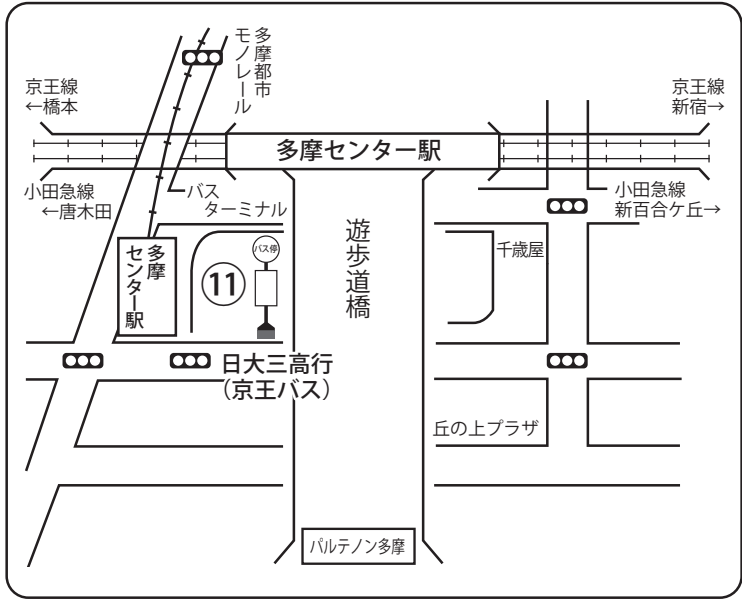 多摩都市
モノレール
京王線
←橋本
京王線
新宿→
多摩センター駅
小田急線
←唐木田
バス
ターミナル
小田急線
新百合ケ丘→
多摩
センター駅
11
バス停
遊歩道橋
千歳屋
日大三高行
（京王バス）
丘の上プラザ
パルテノン多摩